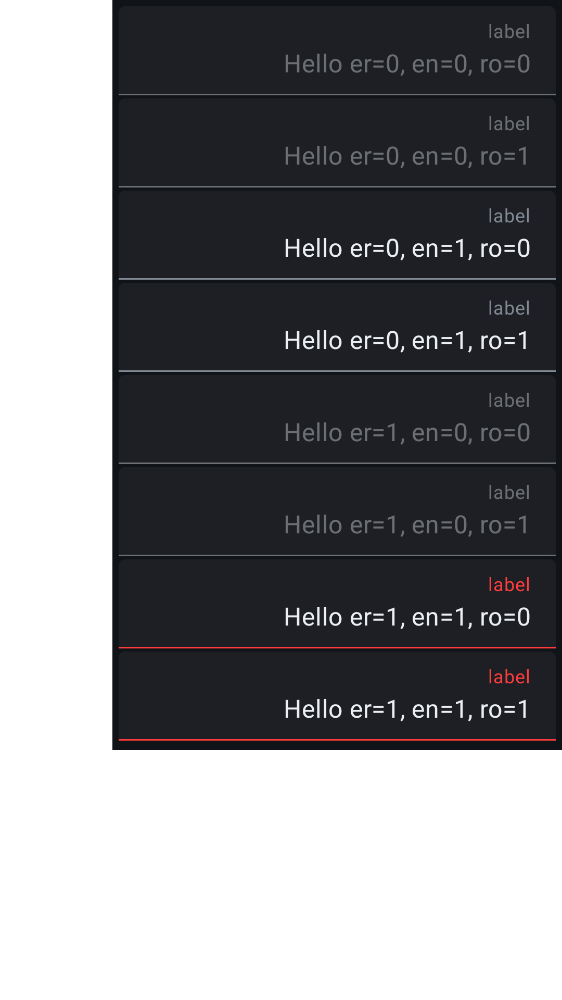 label
Hello er=0, en=0, ro=0
label
Hello er=0, en=0, ro=1
label
Hello er=0, en=1, ro=0
label
Hello er=0, en=1, ro=1
label
Hello er=1, en=0, ro=0
label
Hello er=1, en=0, ro=1
label
Hello er=1, en=1, ro=0
label
Hello er=1, en=1, ro=1